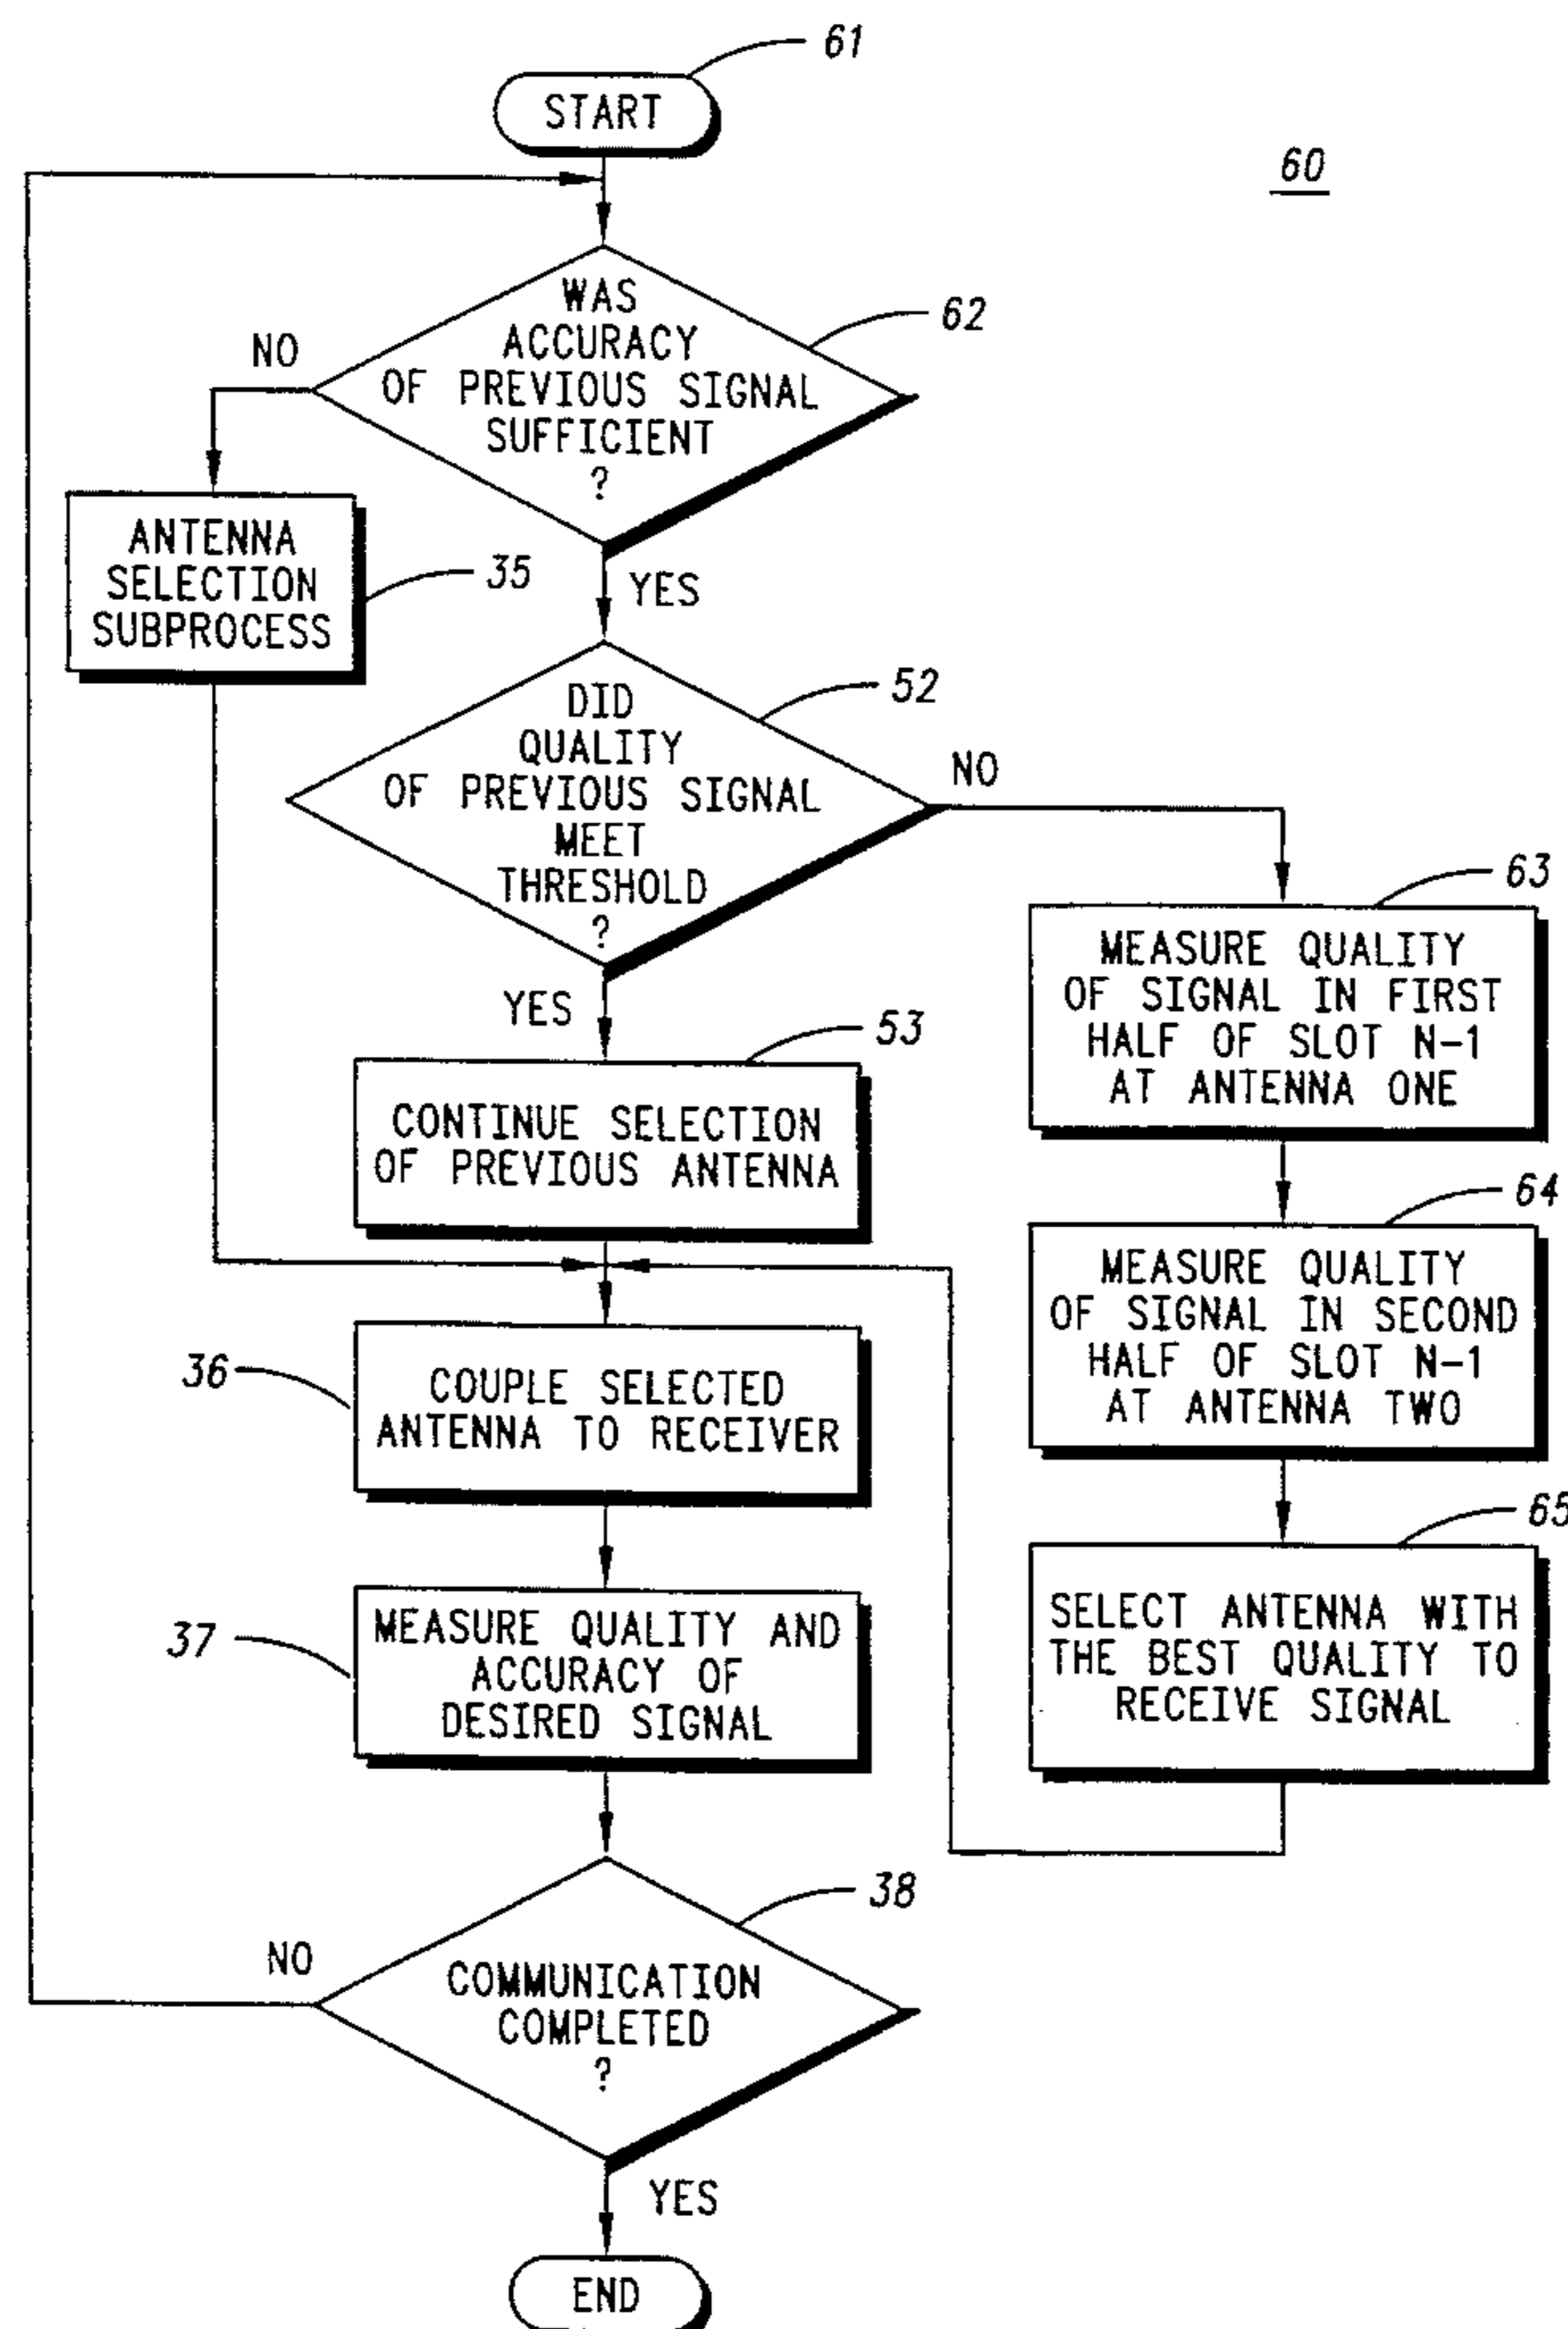 61
START
60
WAS
ACCURACY
OF PREVIOUS SIGNAL
SUFFICIENT
?
62
NO
ANTENNA
SELECTION
SUBPROCESS
35
YES
DID
QUALITY
OF PREVIOUS SIGNAL
MEET
THRESHOLD
?
52
NO
YES
63
MEASURE QUALITY
OF SIGNAL IN FIRST
HALF OF SLOT N-1
AT ANTENNA ONE
53
CONTINUE SELECTION
OF PREVIOUS ANTENNA
64
MEASURE QUALITY
OF SIGNAL IN SECOND
HALF OF SLOT N-1
AT ANTENNA TWO
36
COUPLE SELECTED
ANTENNA TO RECEIVER
65
SELECT ANTENNA WITH
THE BEST QUALITY TO
RECEIVE SIGNAL
37
MEASURE QUALITY AND
ACCURACY OF
DESIRED SIGNAL
38
NO
COMMUNICATION
COMPLETED
?
YES
END